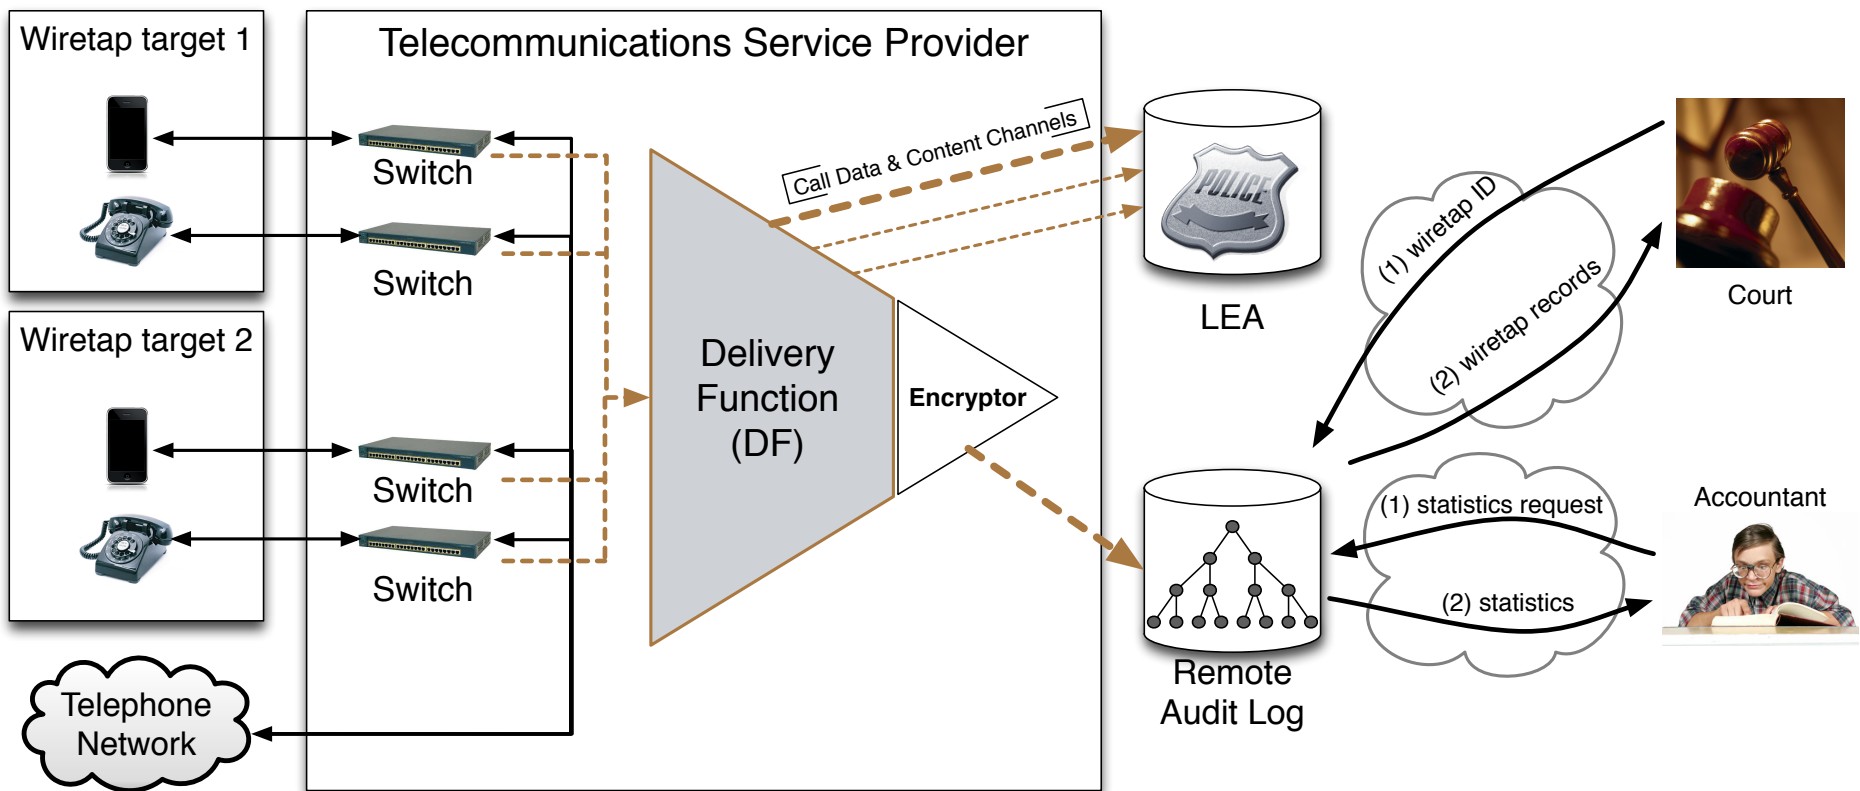 Wiretap target 1
Telecommunications Service Provider
Switch
Switch
Wiretap target 2
Switch
Switch
Telephone
Network
Delivery
Function
(DF)
Encryptor
Call Data & Content Channels
POLICE
LEA
(1) wiretap ID
(2) wiretap records
Court
(1) statistics request
(2) statistics
Accountant
Remote
Audit Log